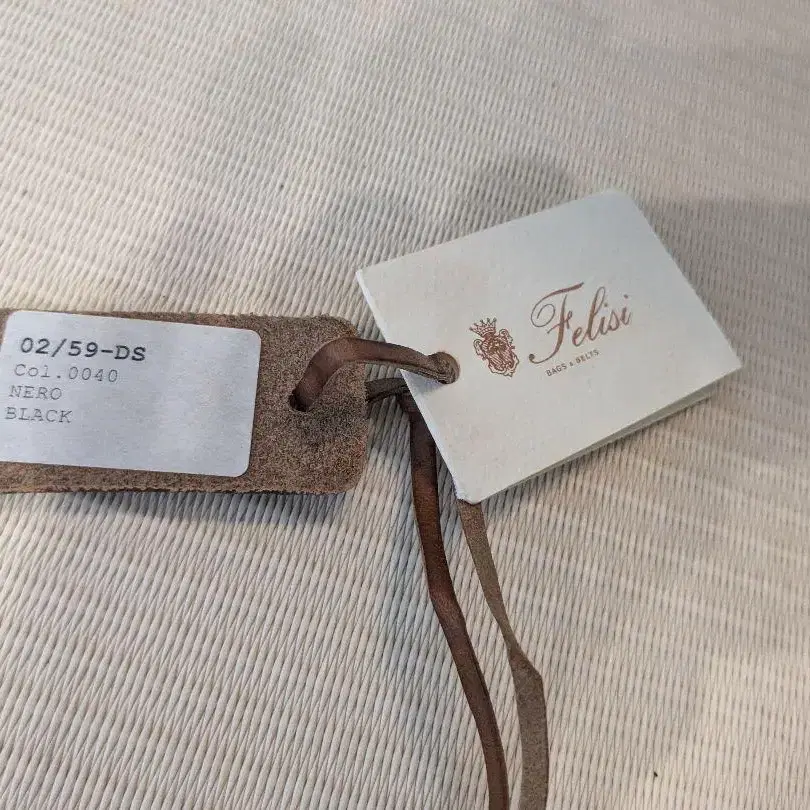 02/59-DS
Col.0040
NERO
BLACK
Felisi
BAGS & BELTS